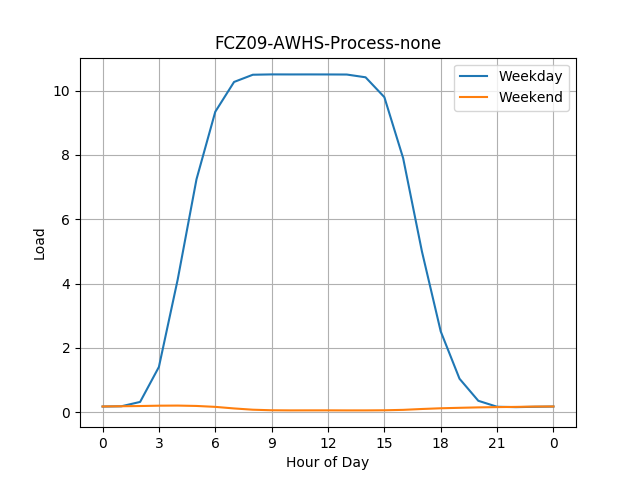 FCZ09-AWHS-Process-none
Weekday
Weekend
Load
10
8
6
4
2
0
0 3 6 9 12 15 18 21 0
Hour of Day